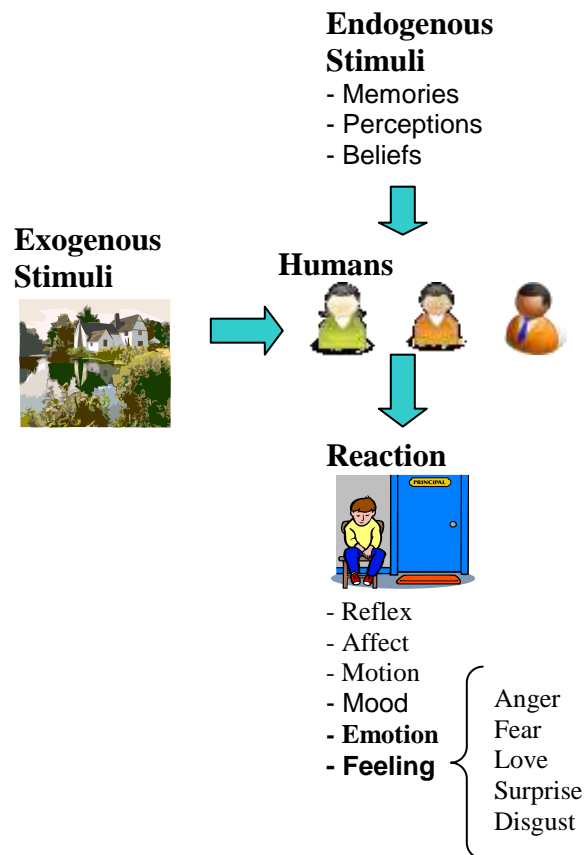 Endogenous
Stimuli
- Memories
- Perceptions
- Beliefs
Exogenous
Stimuli
Humans
Reaction
PRINCIPAL
- Reflex
- Affect
- Motion
- Mood
- Emotion
- Feeling
Anger
Fear
Love
Surprise
Disgust